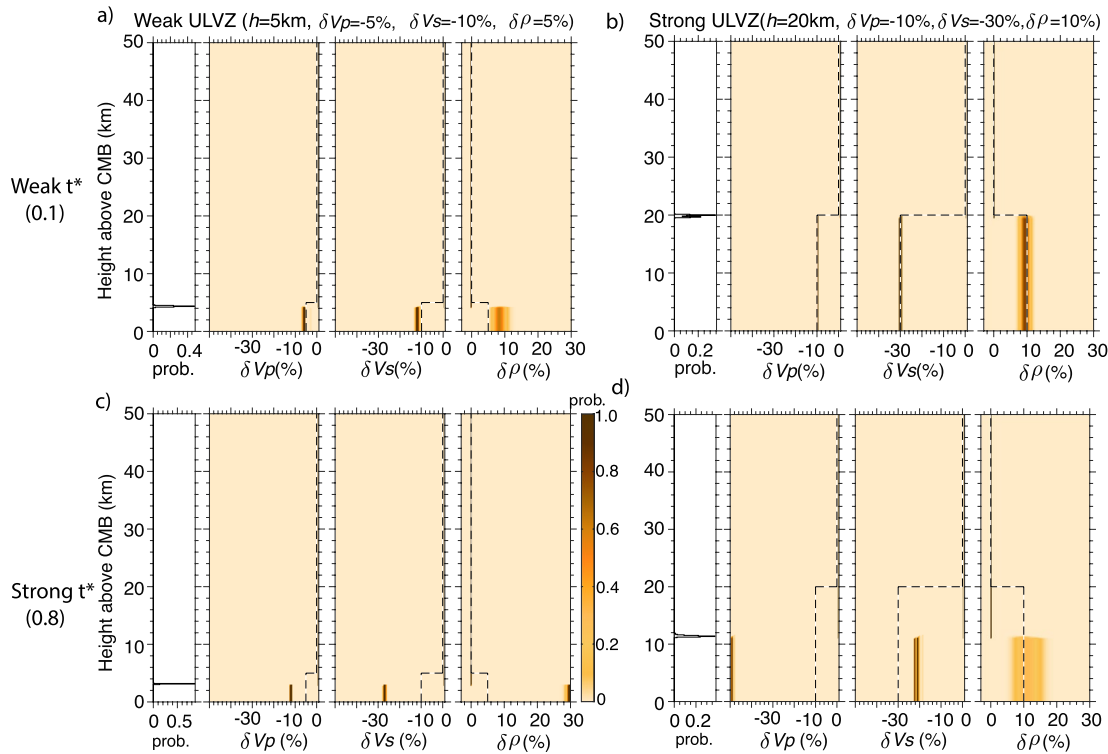 a) Weak ULVZ (h=5km, δVp=-5%, δVs=-10%, δρ=5%)
b) Strong ULVZ(h=20km, δVp=-10%,δVs=-30%,δρ=10%)
Weak t*
(0.1)
Height above CMB (km)
50
40
30
20
10
0
0 0.4
prob.
-30 -10 0
δVp(%)
-30 -10 0
δVs(%)
0 10 20 30
δρ(%)
50
40
30
20
10
0
0 0.2
prob.
-30 -10 0
δVp(%)
-30 -10 0
δVs(%)
0 10 20 30
δρ(%)
c)
Strong t*
(0.8)
Height above CMB (km)
50
40
30
20
10
0
0 0.5
prob.
-30 -10 0
δVp (%)
-30 -10 0
δVs (%)
0 10 20 30
δρ (%)
prob.
1.0
0.8
0.6
0.4
0.2
0
d)
50
40
30
20
10
0
0 0.2
prob.
-30 -10 0
δVp (%)
-30 -10 0
δVs (%)
0 10 20 30
δρ (%)